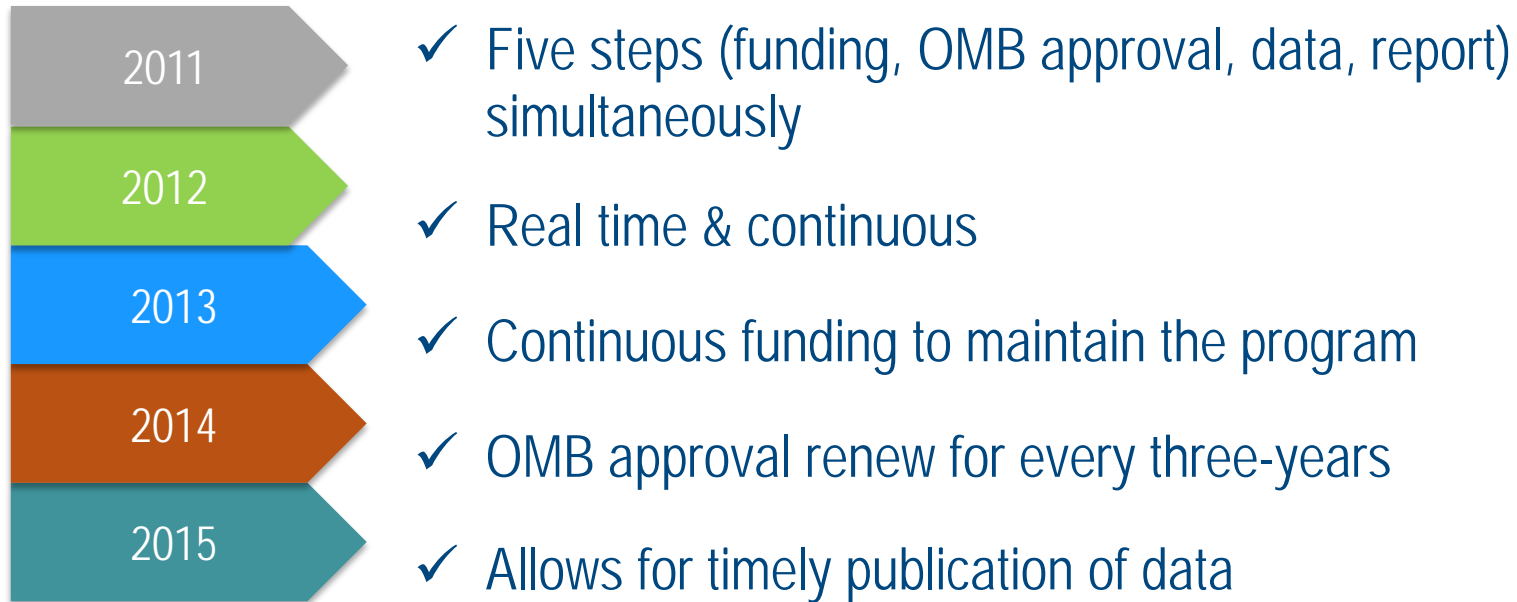 2011
✓ Five steps (funding, OMB approval, data, report)
simultaneously
2012
✓ Real time & continuous
2013
✓ Continuous funding to maintain the program
2014
✓ OMB approval renew for every three-years
2015
✓ Allows for timely publication of data